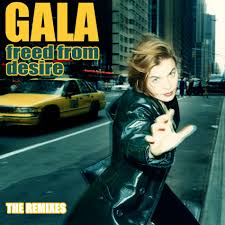 GALA
freed from
desire
THE REMIXES